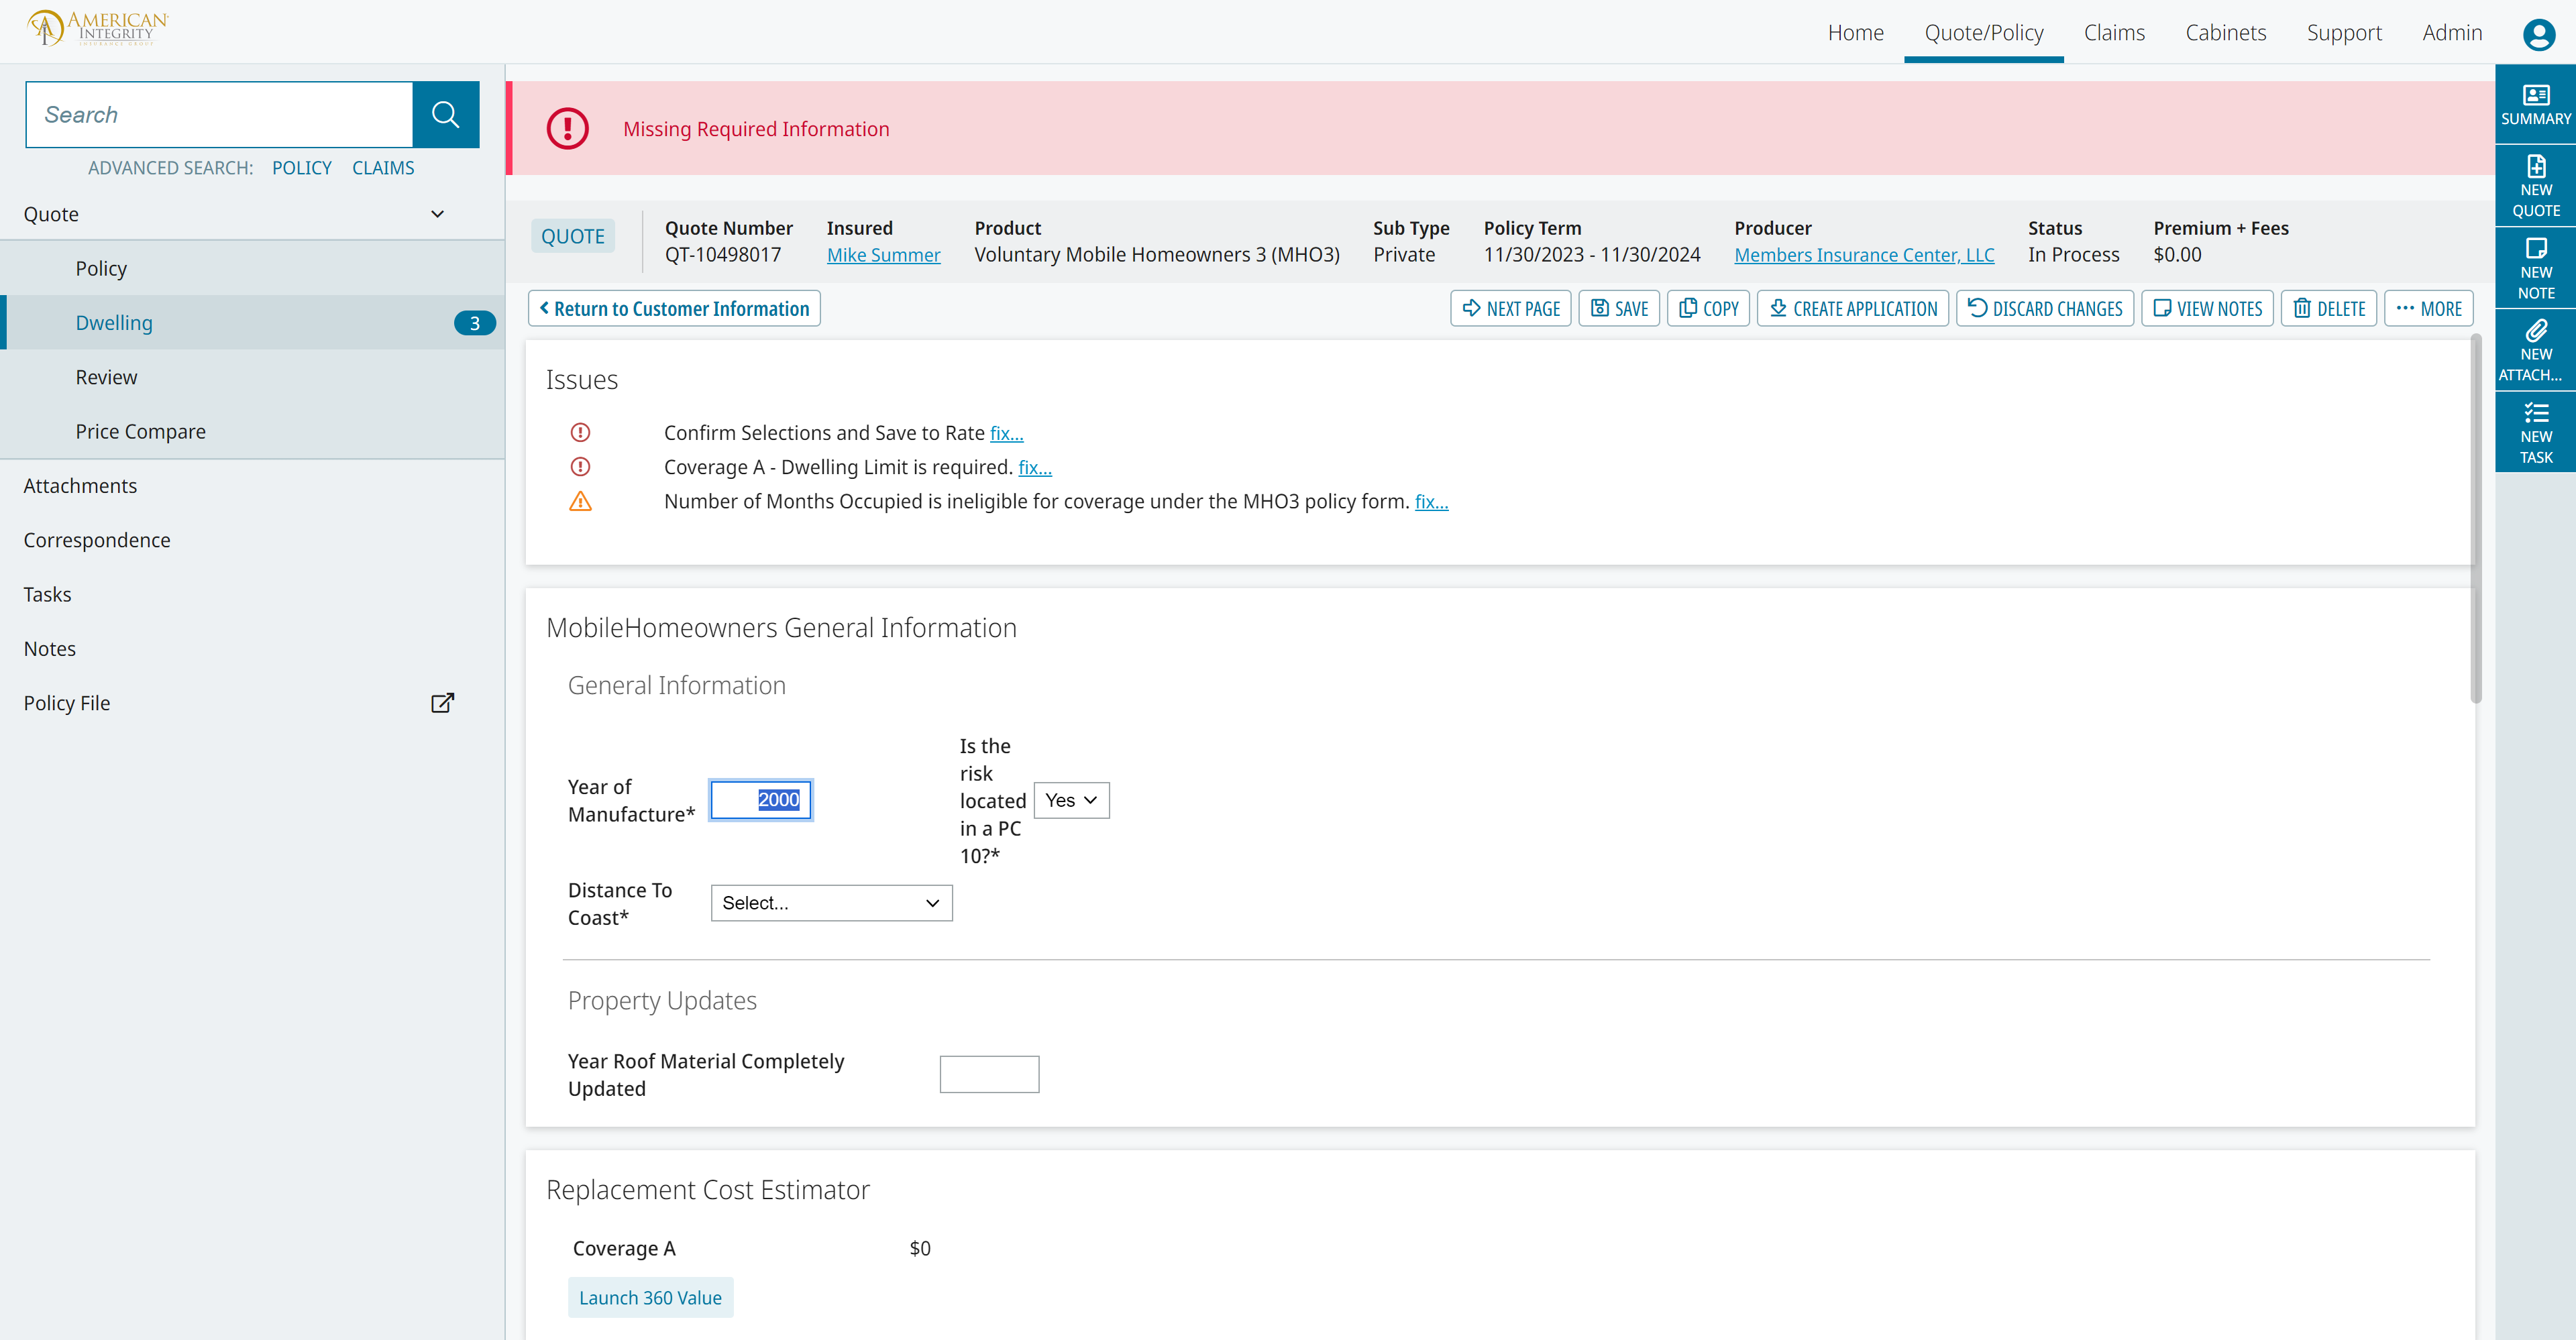 AMERICAN
INTEGRITY
INSURANCE GROUP
Home
Quote/Policy
Claims
Cabinets
Support
Admin
Search
ADVANCED SEARCH: POLICY CLAIMS
Quote
Policy
Dwelling 3
Review
Price Compare
Attachments
Correspondence
Tasks
Notes
Policy File
Missing Required Information
QUOTE
Quote Number
QT-10498017
Insured
Mike Summer
Product
Voluntary Mobile Homeowners 3 (MHO3)
Sub Type
Private
Policy Term
11/30/2023 - 11/30/2024
Producer
Members Insurance Center, LLC
Status
In Process
Premium + Fees
$0.00
Return to Customer Information
NEXT PAGE
SAVE
COPY
CREATE APPLICATION
DISCARD CHANGES
VIEW NOTES
DELETE
MORE
Issues
Confirm Selections and Save to Rate fix...
Coverage A - Dwelling Limit is required. fix...
Number of Months Occupied is ineligible for coverage under the MHO3 policy form. fix...
MobileHomeowners General Information
General Information
Year of
Manufacture*
2000
Is the
risk
located
in a PC
10?*
Yes
Distance To
Coast*
Select...
Property Updates
Year Roof Material Completely
Updated
Replacement Cost Estimator
Coverage A $0
Launch 360 Value
SUMMARY
NEW
QUOTE
NEW
NOTE
NEW
ATTACH...
NEW
TASK